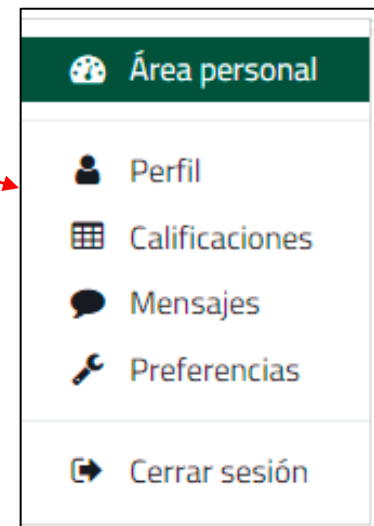 Área personal
Perfil
Calificaciones
Mensajes
Preferencias
Cerrar sesión